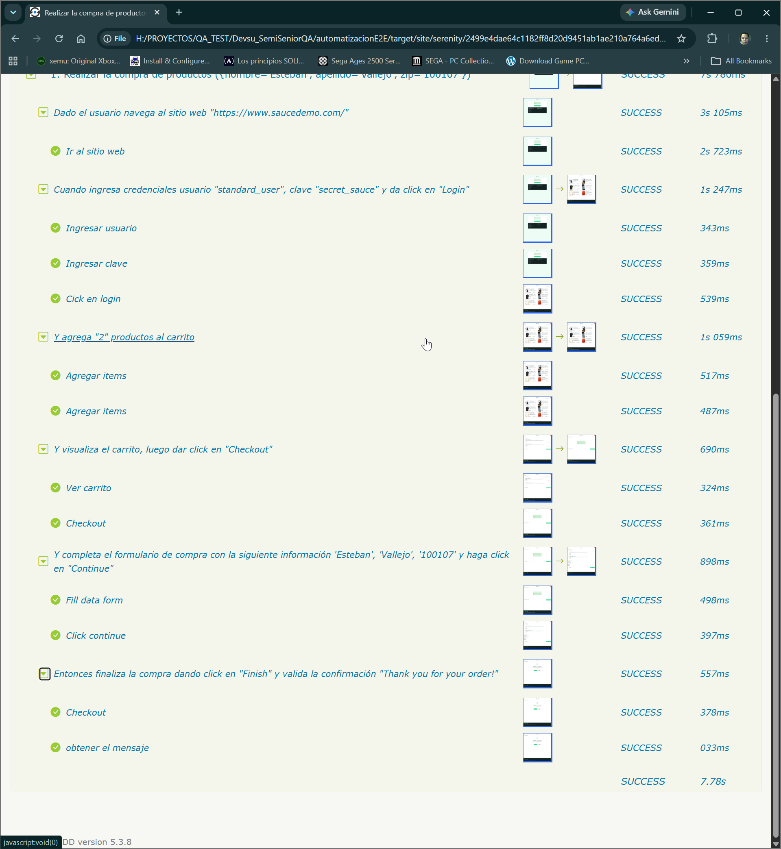 Realizar la compra de producto
Ask Gemini
File H:/PROYECTOS/QA_TEST/Devsu_SemiSeniorQA/automatizacionE2E/target/site/serenity/2499e4dae64c1182ff8d20d9451ab1ae210a764a6ed...
xemu: Original Xbox... Install & Configure... Los principios SOLI... Sega Ages 2500 Ser... SEGA - PC Collectio... Download Game PC... » All Bookmarks
1. Realizar la compra de productos ({nombre= Esteban , apellido= Vallejo , zip= 100107 }) SUCCESS 7s 780ms
Dado el usuario navega al sitio web "https://www.saucedemo.com/" SUCCESS 3s 105ms
Ir al sitio web SUCCESS 2s 723ms
Cuando ingresa credenciales usuario "standard_user", clave "secret_sauce" y da click en "Login" SUCCESS 1s 247ms
Ingresar usuario SUCCESS 343ms
Ingresar clave SUCCESS 359ms
Cick en login SUCCESS 539ms
Y agrega "2" productos al carrito SUCCESS 1s 059ms
Agregar items SUCCESS 517ms
Agregar items SUCCESS 487ms
Y visualiza el carrito, luego dar click en "Checkout" SUCCESS 690ms
Ver carrito SUCCESS 324ms
Checkout SUCCESS 361ms
Y completa el formulario de compra con la siguiente información 'Esteban', 'Vallejo', '100107' y haga click
en "Continue" SUCCESS 898ms
Fill data form SUCCESS 498ms
Click continue SUCCESS 397ms
Entonces finaliza la compra dando click en "Finish" y valida la confirmación "Thank you for your order!" SUCCESS 557ms
Checkout SUCCESS 378ms
obtener el mensaje SUCCESS 033ms
SUCCESS 7.78s
javascript:void(0) DD version 5.3.8